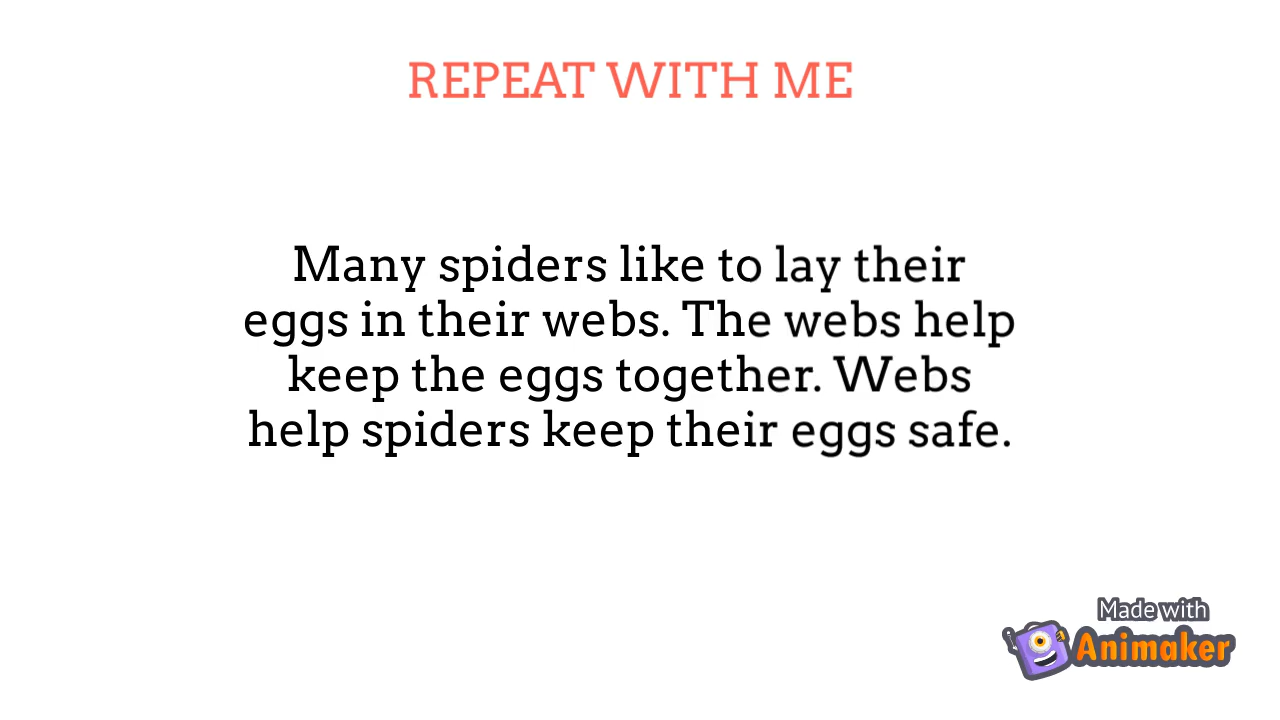 REPEAT WITH ME
Many spiders like to lay their
eggs in their webs. The webs help
keep the eggs together. Webs
help spiders keep their eggs safe.
Made with
Animaker